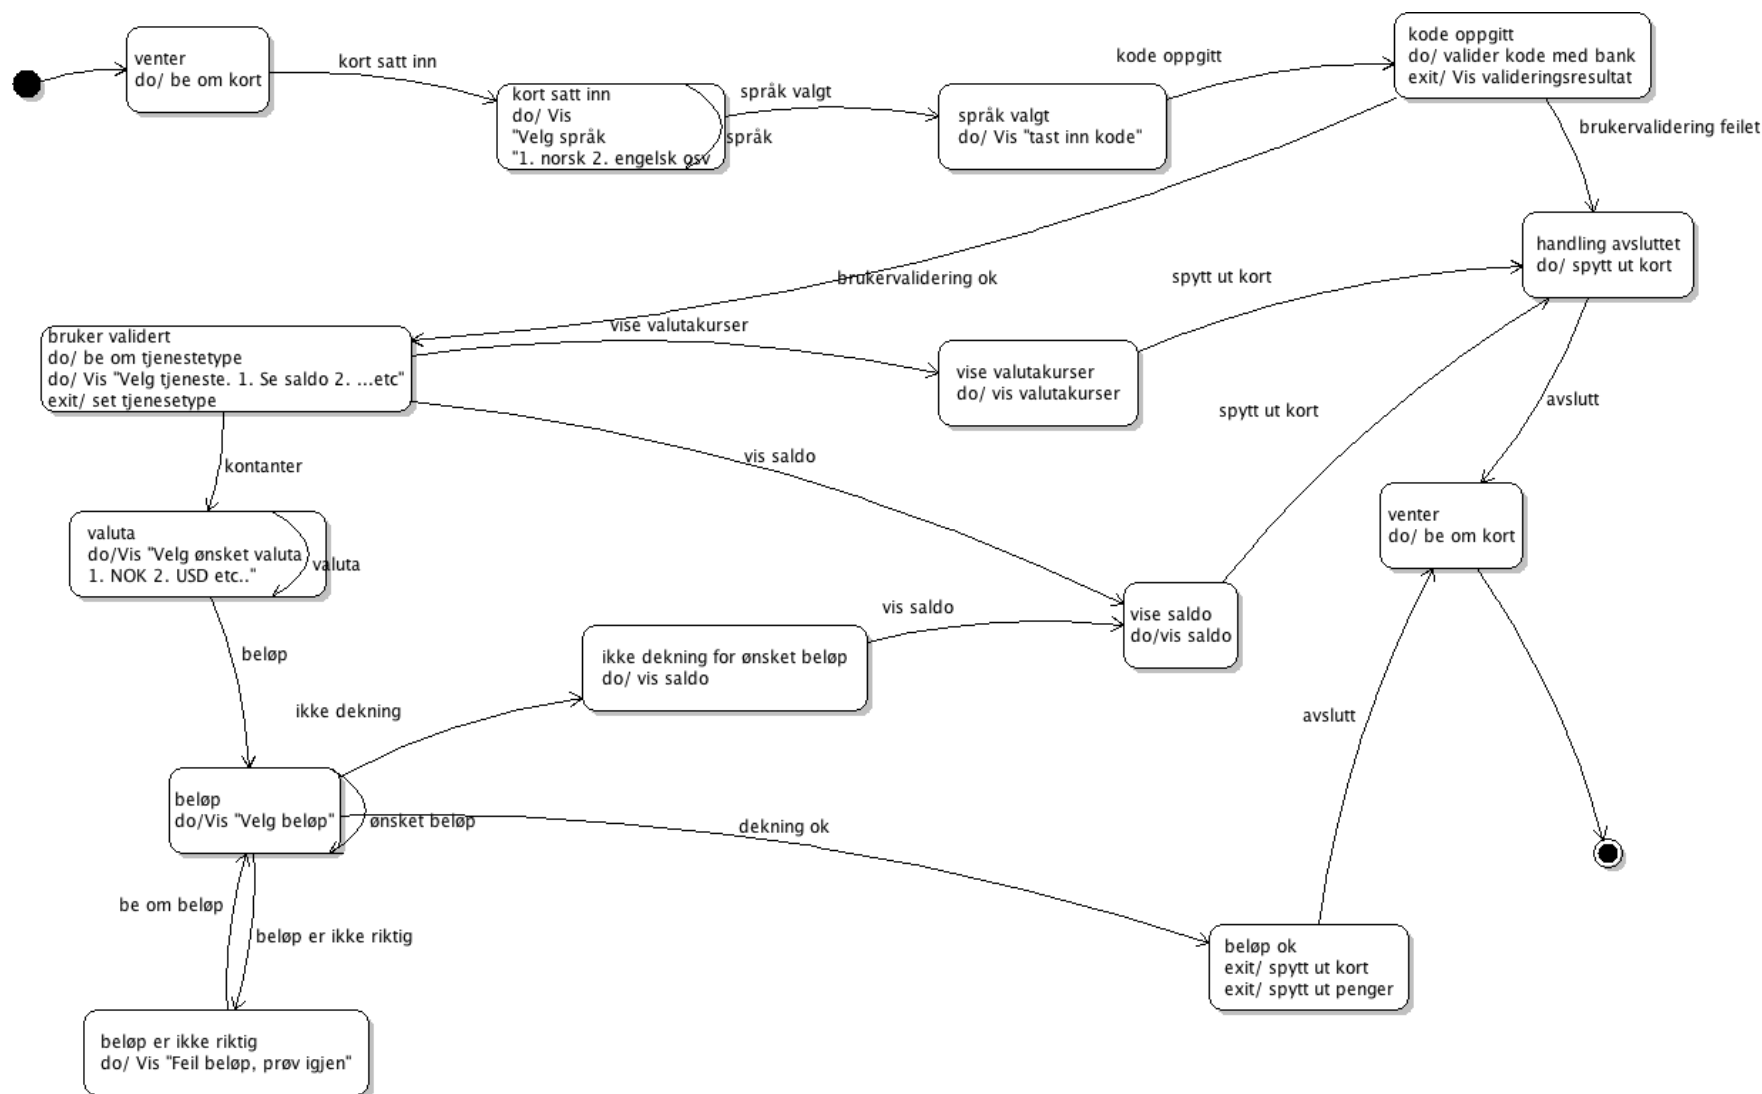 venter
do/ be om kort
kort satt inn
kort satt inn
do/ Vis
"Velg språk
"1. norsk 2. engelsk osv
språk
språk valgt
språk valgt
do/ Vis "tast inn kode"
kode oppgitt
kode oppgitt
do/ valider kode med bank
exit/ Vis valideringsresultat
brukervalidering feilet
handling avsluttet
do/ spytt ut kort
brukervalidering ok
spytt ut kort
bruker validert
do/ be om tjenestetype
do/ Vis "Velg tjeneste. 1. Se saldo 2. ...etc"
exit/ set tjenesetype
vise valutakurser
vise valutakurser
do/ vis valutakurser
spytt ut kort
avslutt
kontanter
vis saldo
valuta
do/Vis "Velg ønsket valuta
1. NOK 2. USD etc.."
valuta
venter
do/ be om kort
vise saldo
do/vis saldo
vis saldo
beløp
ikke dekning for ønsket beløp
do/ vis saldo
ikke dekning
avslutt
beløp
do/Vis "Velg beløp"
ønsket beløp
dekning ok
be om beløp
beløp er ikke riktig
beløp ok
exit/ spytt ut kort
exit/ spytt ut penger
beløp er ikke riktig
do/ Vis "Feil beløp, prøv igjen"